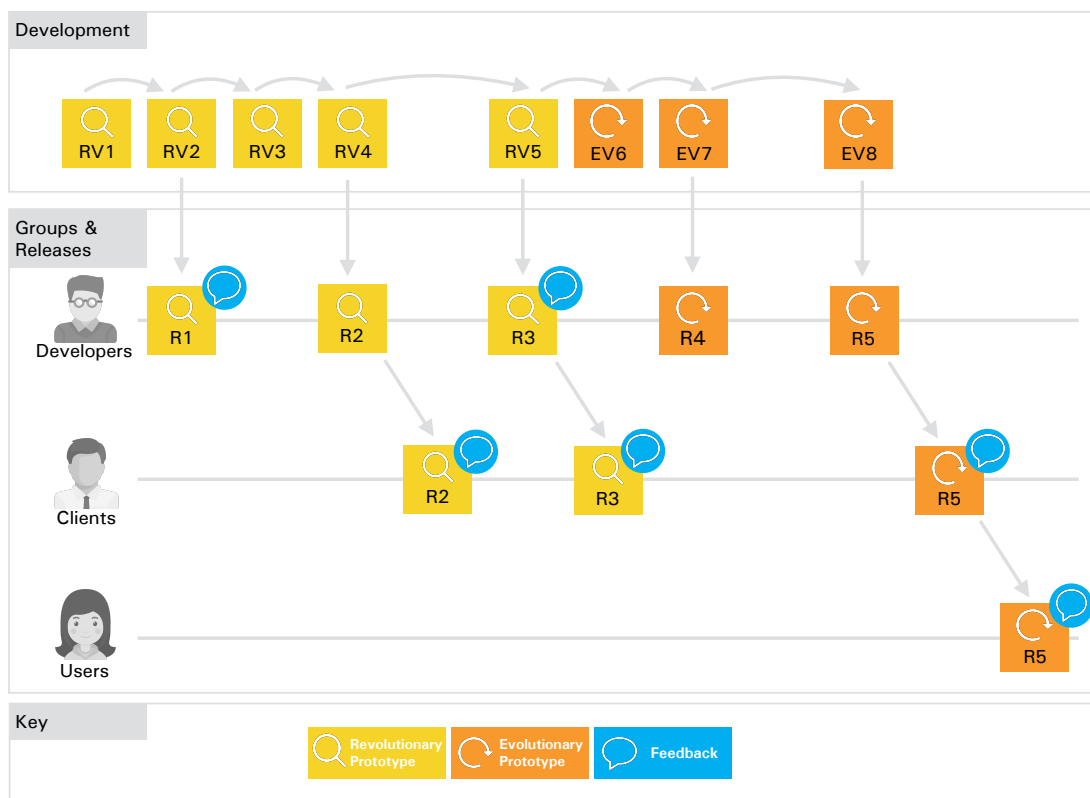 Development
RV1
RV2
RV3
RV4
RV5
EV6
EV7
EV8
Groups &
Releases
R1
R2
R3
R4
R5
Developers
R2
R3
R5
Clients
R5
Users
Key
Revolutionary
Prototype
Evolutionary
Prototype
Feedback